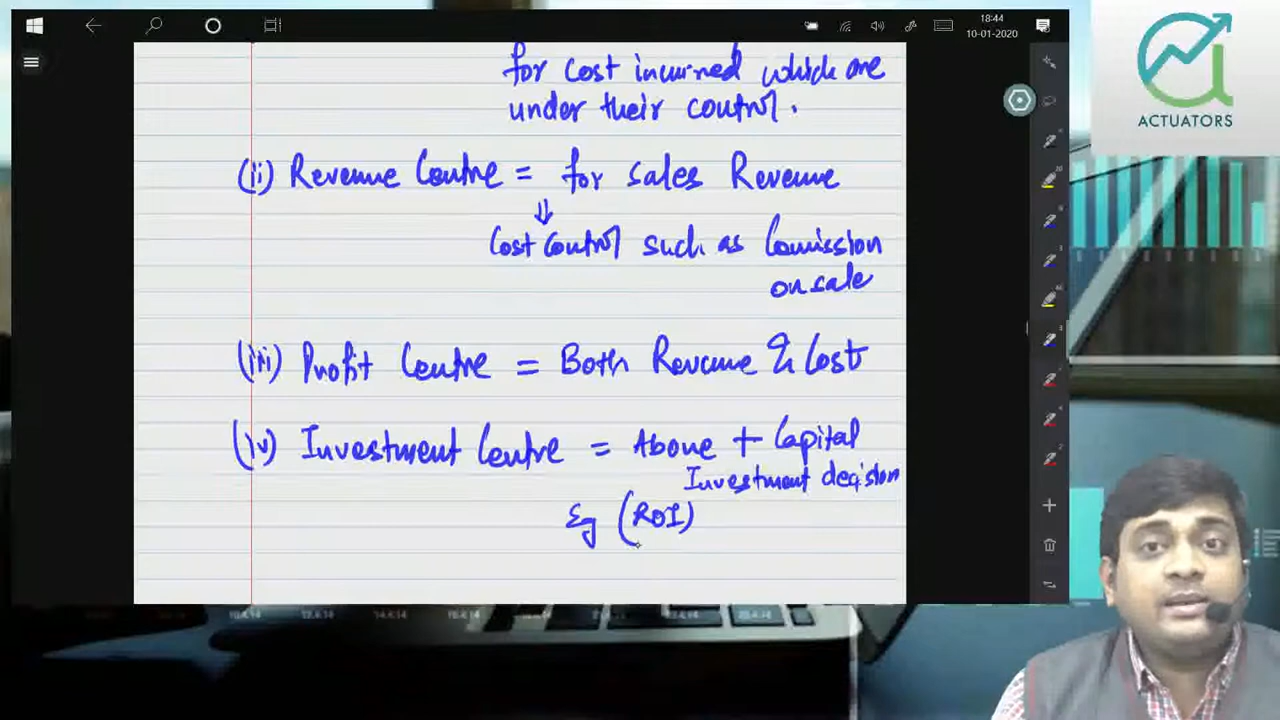 18:44
10-01-2020
ACTUATORS
for cost incurred which are
under their control.
(ii) Revenue Centre = for sales Revenue
⇓
Cost Control such as Comission
on sale
(iii) Profit Centre = Both Revenue & Cost
(iv) Investment Centre = Above + Capital
Investment decision
Eg (ROI)